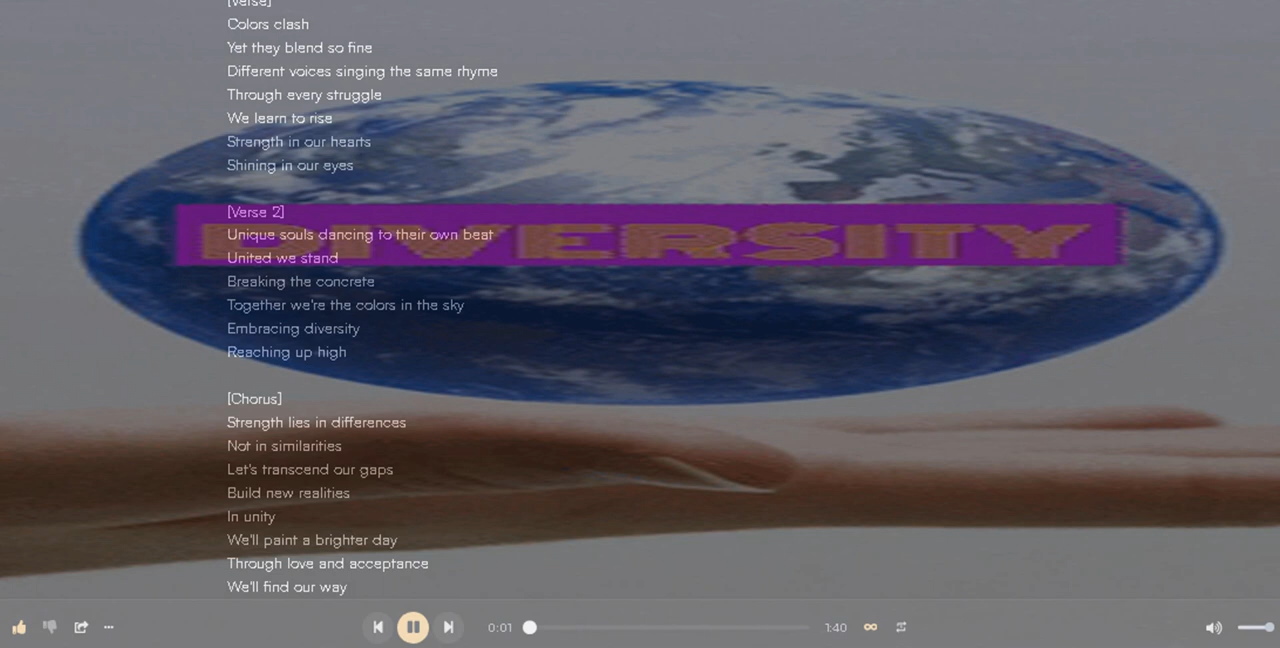 [Verse]
Colors clash
Yet they blend so fine
Different voices singing the same rhyme
Through every struggle
We learn to rise
Strength in our hearts
Shining in our eyes
[Verse 2]
Unique souls dancing to their own beat
United we stand
Breaking the concrete
Together we're the colors in the sky
Embracing diversity
Reaching up high
DIVERSITY
[Chorus]
Strength lies in differences
Not in similarities
Let's transcend our gaps
Build new realities
In unity
We'll paint a brighter day
Through love and acceptance
We'll find our way
0:01
1:40